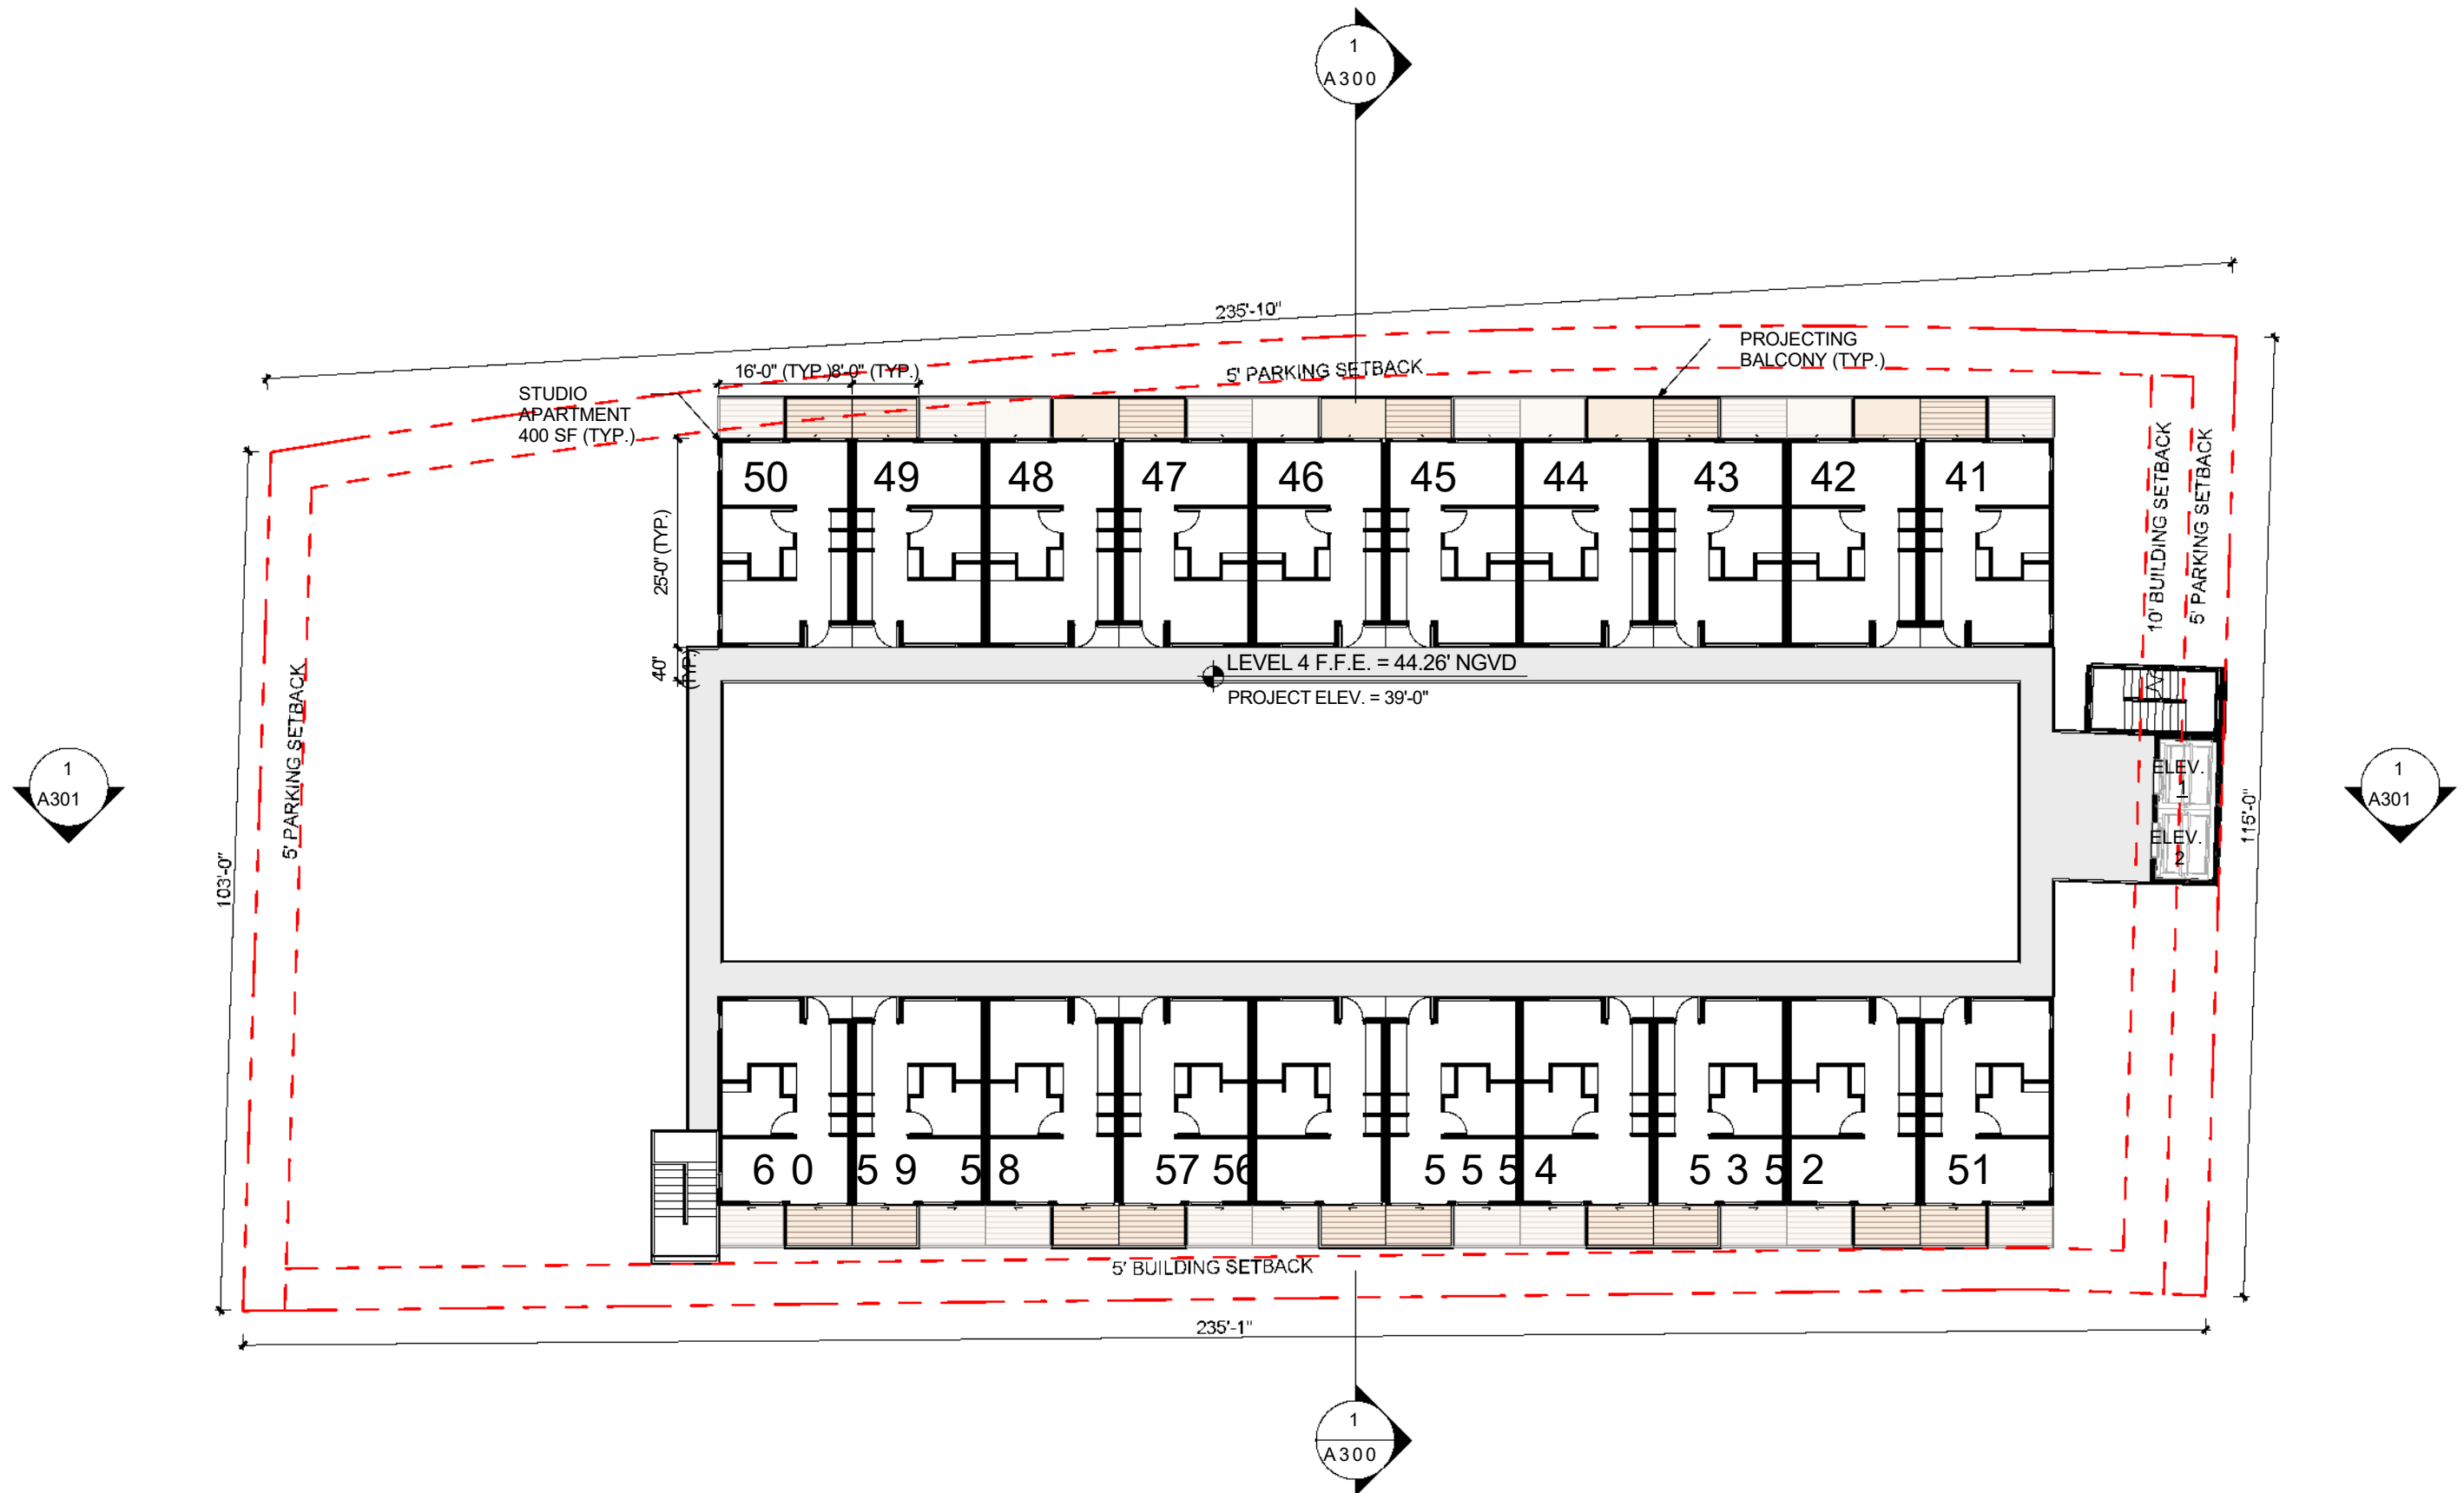 1
A300
235'-10"
PROJECTING
BALCONY (TYP.)
16'-0" (TYP.)
8'-0" (TYP.)
5' PARKING SETBACK
STUDIO
APARTMENT
400 SF (TYP.)
50
49
48
47
46
45
44
43
42
41
25'-0" (TYP.)
10' BUILDING SETBACK
5' PARKING SETBACK
4'-0"
(TYP.)
LEVEL 4 F.F.E. = 44.26' NGVD
PROJECT ELEV. = 39'-0"
5' PARKING SETBACK
1
A301
ELEV.
1
ELEV.
2
1
A301
103'-0"
115'-0"
60
59
58
57
56
55
54
53
52
51
5' BUILDING SETBACK
235'-1"
1
A300